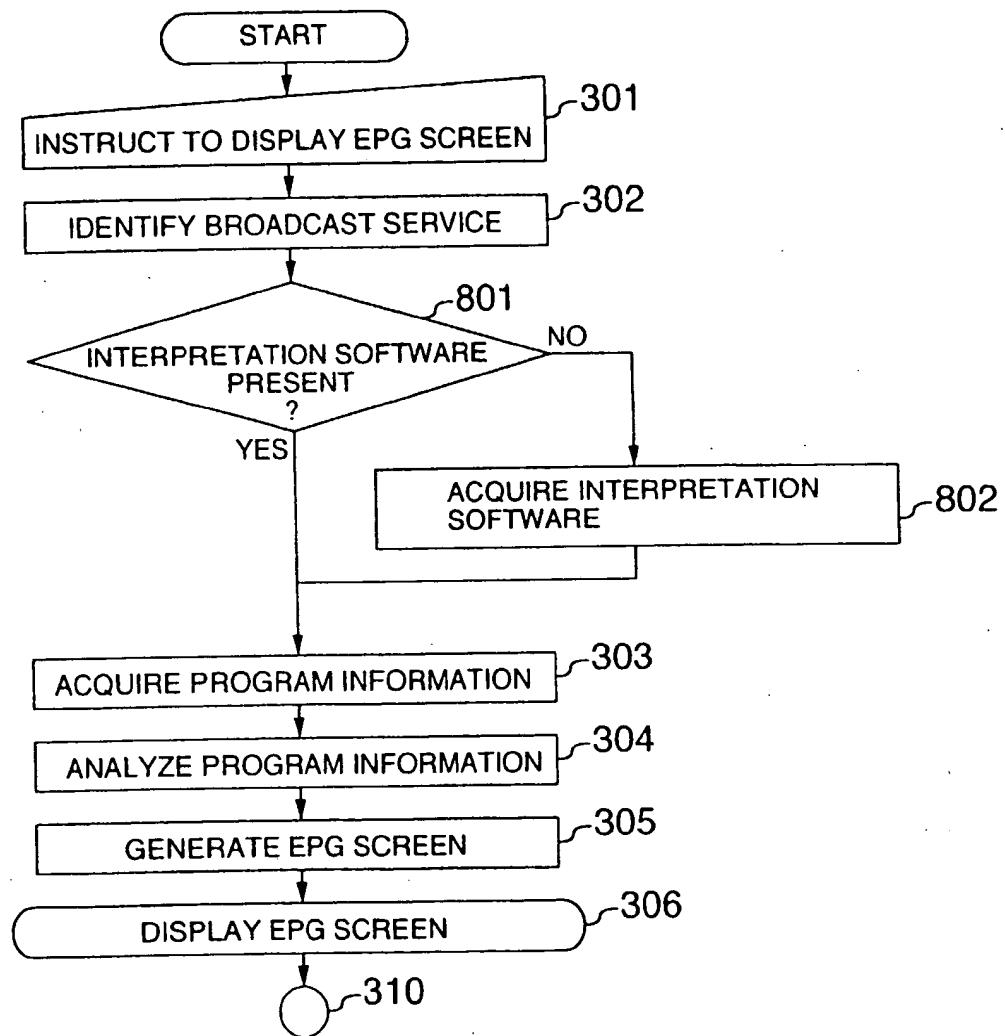 START
INSTRUCT TO DISPLAY EPG SCREEN
301
IDENTIFY BROADCAST SERVICE
302
801
INTERPRETATION SOFTWARE
PRESENT
?
NO
YES
ACQUIRE INTERPRETATION
SOFTWARE
802
ACQUIRE PROGRAM INFORMATION
303
ANALYZE PROGRAM INFORMATION
304
GENERATE EPG SCREEN
305
DISPLAY EPG SCREEN
306
310